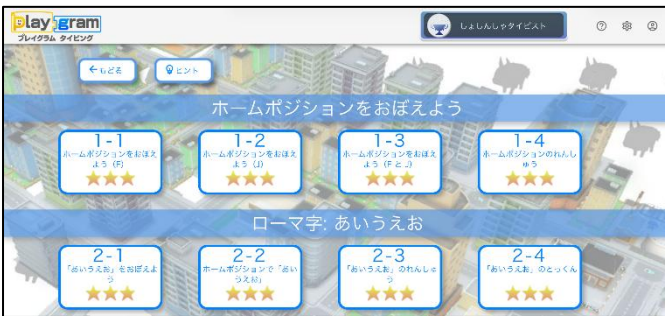 playgram
プレイグラム タイピング
しょしんしゃタイピスト
←もどる
ヒント
ホームポジションをおぼえよう
1-1
ホームポジションをおぼえ
よう（F）
1-2
ホームポジションをおぼえ
よう（J）
1-3
ホームポジションをおぼえ
よう（F と J）
1-4
ホームポジションのれんし
ゅう
ローマ字: あいうえお
2-1
「あいうえお」をおぼえよ
う
2-2
ホームポジションで「あい
うえお」
2-3
「あいうえお」のれんしゅ
う
2-4
「あいうえお」のとっくん